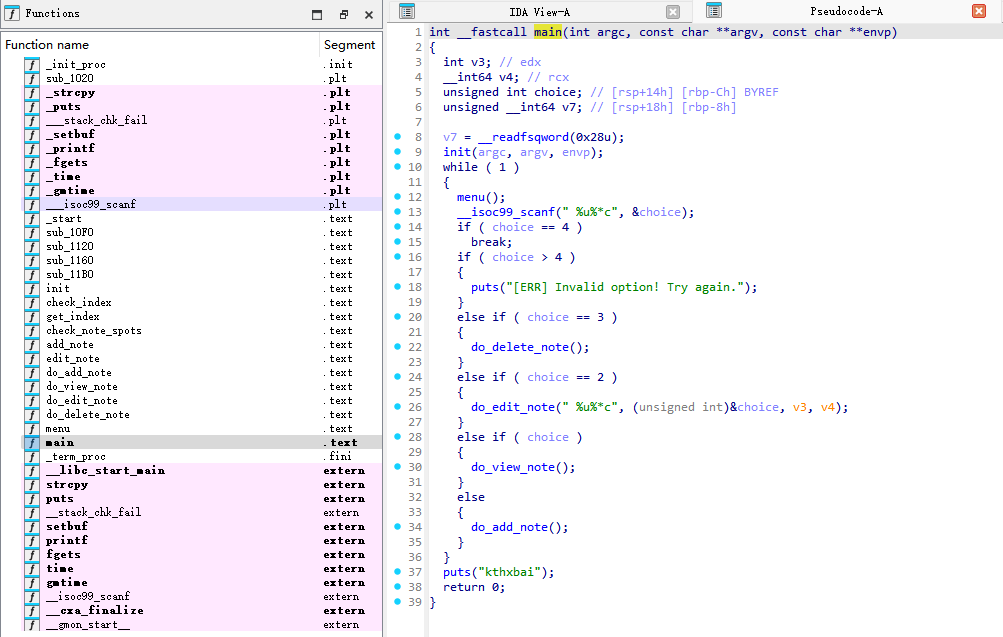 Functions
Function name Segment
f _init_proc .init
f sub_1020 .plt
f _strcpy .plt
f _puts .plt
f ___stack_chk_fail .plt
f _setbuf .plt
f _printf .plt
f _fgets .plt
f _time .plt
f _gmtime .plt
f ___isoc99_scanf .plt
f _start .text
f sub_10F0 .text
f sub_1120 .text
f sub_1160 .text
f sub_11B0 .text
f init .text
f check_index .text
f get_index .text
f check_note_spots .text
f add_note .text
f edit_note .text
f do_add_note .text
f do_view_note .text
f do_edit_note .text
f do_delete_note .text
f menu .text
f main .text
f _term_proc .fini
f __libc_start_main extern
f strcpy extern
f puts extern
f __stack_chk_fail extern
f setbuf extern
f printf extern
f fgets extern
f time extern
f gmtime extern
f __isoc99_scanf extern
f __cxa_finalize extern
f __gmon_start__ extern
IDA View-A
Pseudocode-A
1 int __fastcall main(int argc, const char **argv, const char **envp)
2 {
3 int v3; // edx
4 __int64 v4; // rcx
5 unsigned int choice; // [rsp+14h] [rbp-Ch] BYREF
6 unsigned __int64 v7; // [rsp+18h] [rbp-8h]
7
8 v7 = __readfsqword(0x28u);
9 init(argc, argv, envp);
10 while ( 1 )
11 {
12 menu();
13 __isoc99_scanf(" %u%*c", &choice);
14 if ( choice == 4 )
15 break;
16 if ( choice > 4 )
17 {
18 puts("[ERR] Invalid option! Try again.");
19 }
20 else if ( choice == 3 )
21 {
22 do_delete_note();
23 }
24 else if ( choice == 2 )
25 {
26 do_edit_note(" %u%*c", (unsigned int)&choice, v3, v4);
27 }
28 else if ( choice )
29 {
30 do_view_note();
31 }
32 else
33 {
34 do_add_note();
35 }
36 }
37 puts("kthxbai");
38 return 0;
39 }